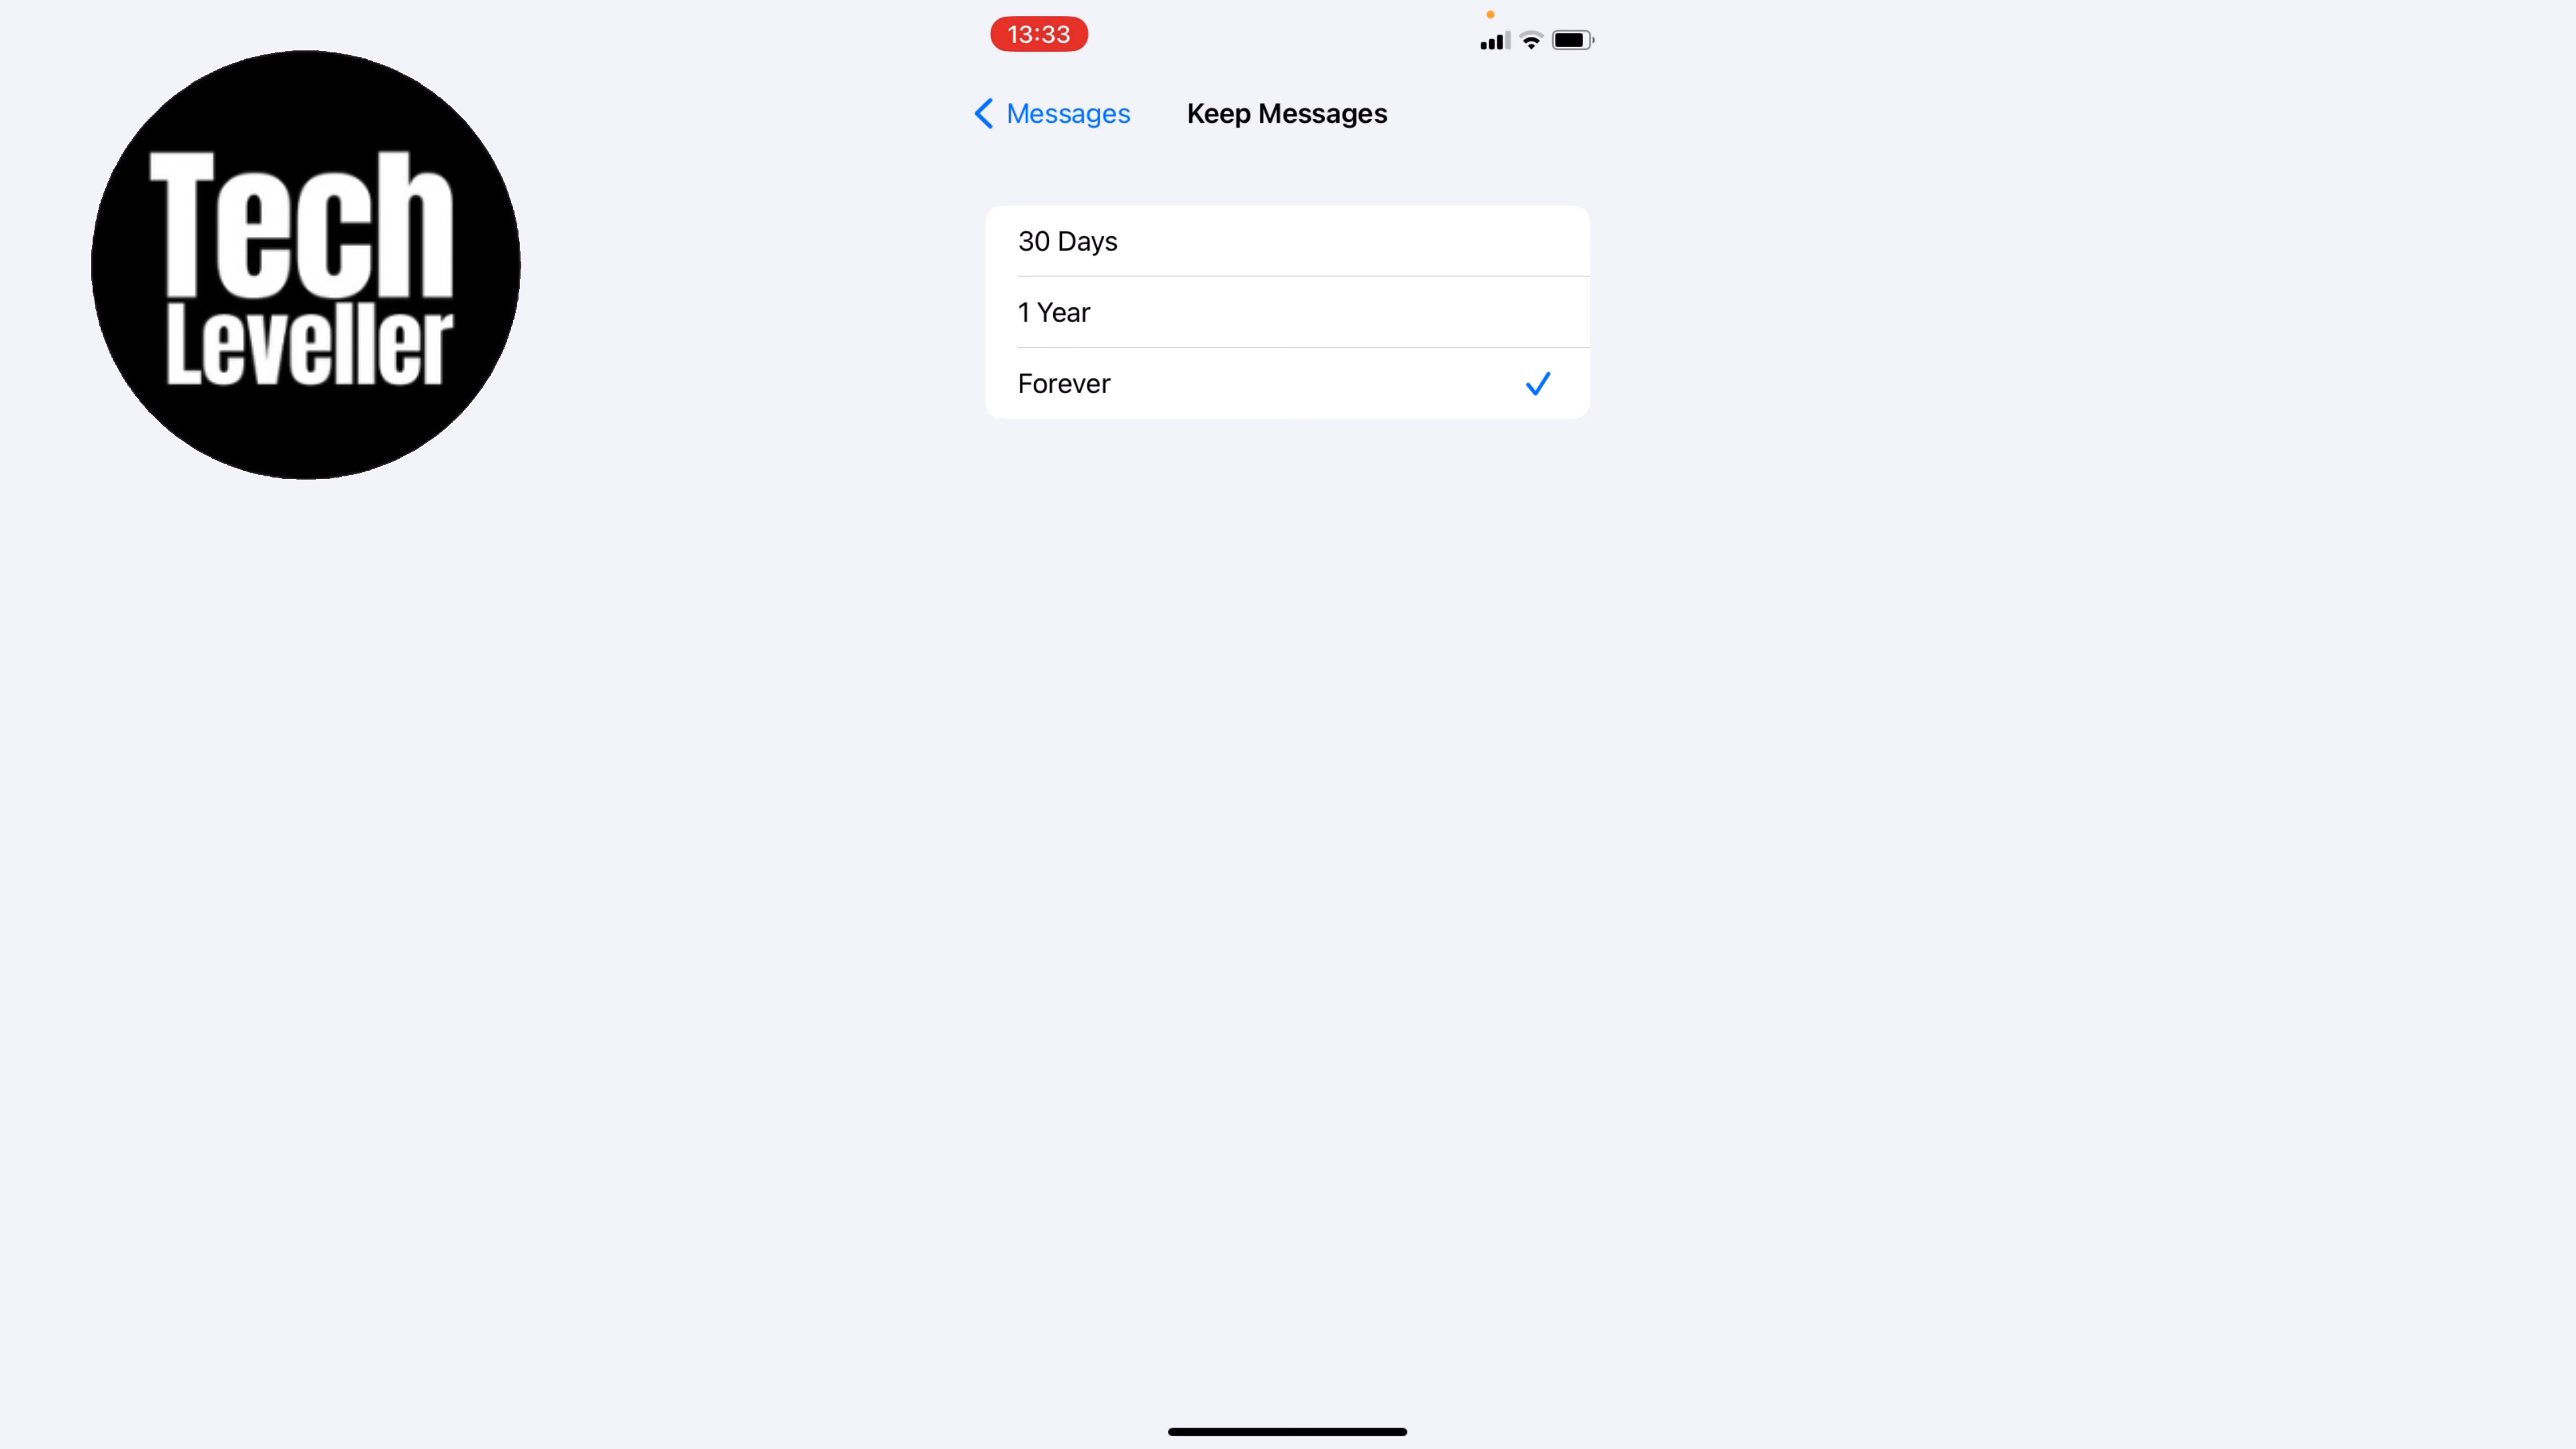 Tech
Leveller
13:33
Messages
Keep Messages
30 Days
1 Year
Forever